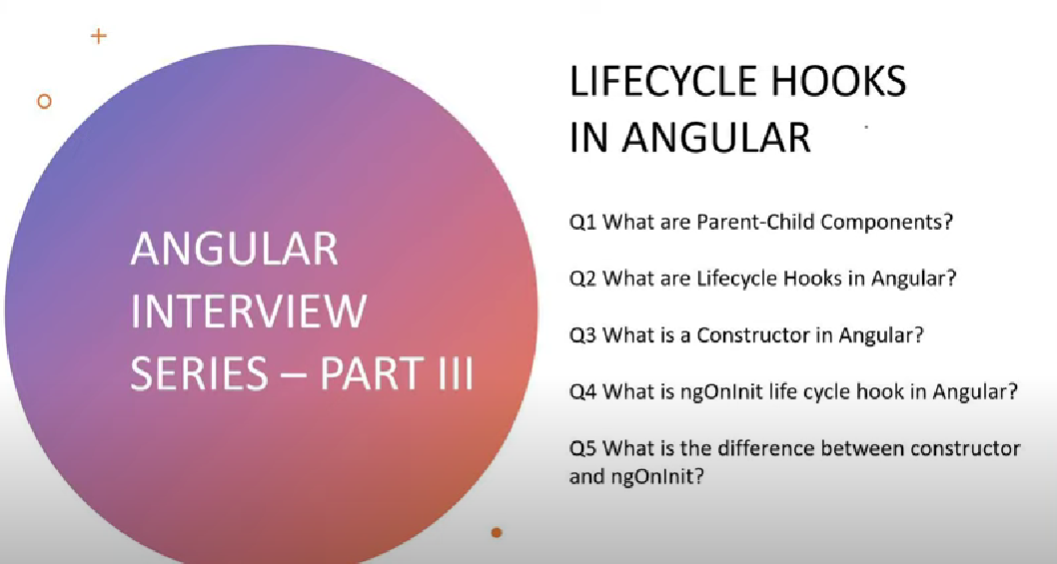 ANGULAR
INTERVIEW
SERIES – PART III
LIFECYCLE HOOKS
IN ANGULAR
Q1 What are Parent-Child Components?
Q2 What are Lifecycle Hooks in Angular?
Q3 What is a Constructor in Angular?
Q4 What is ngOnInit life cycle hook in Angular?
Q5 What is the difference between constructor
and ngOnInit?